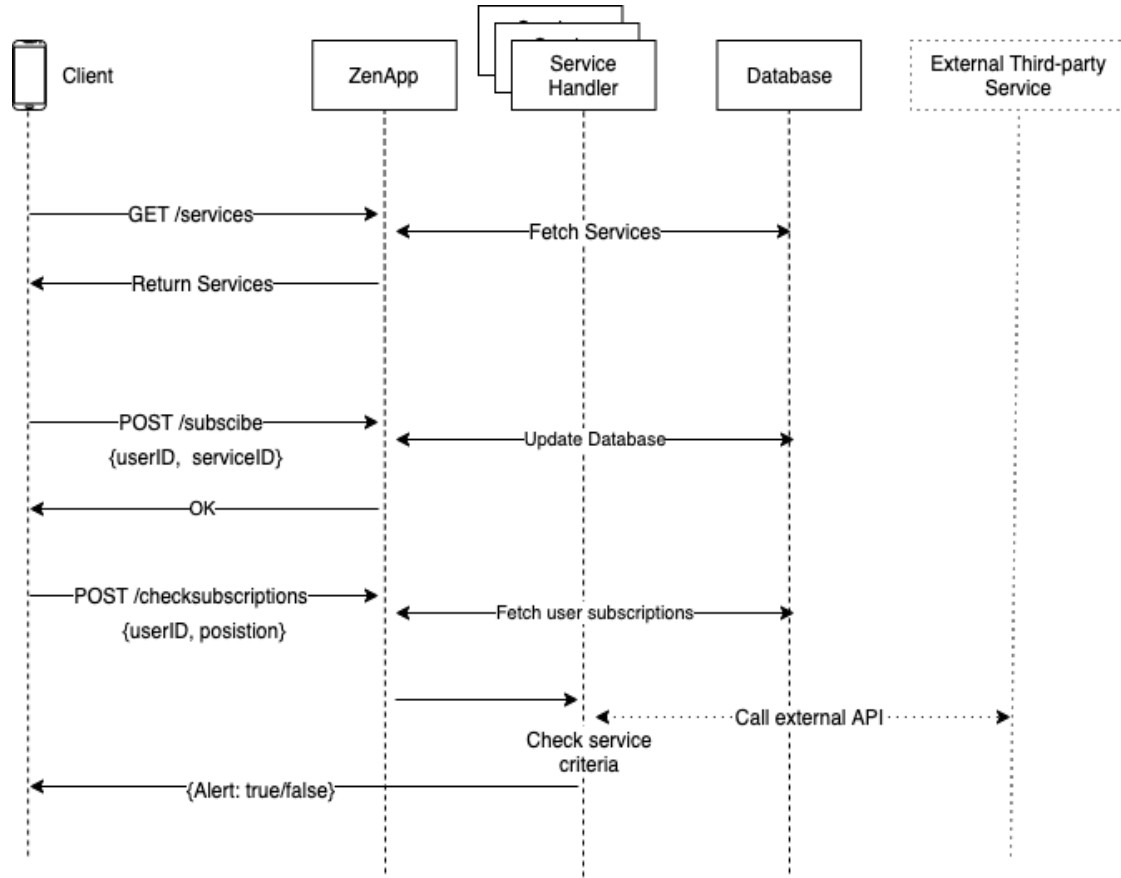 Client
ZenApp
Service
Handler
Database
External Third-party
Service
GET /services
Fetch Services
Return Services
POST /subscibe
{userID, serviceID}
Update Database
OK
POST /checksubscriptions
{userID, posistion}
Fetch user subscriptions
Call external API
Check service
criteria
{Alert: true/false}